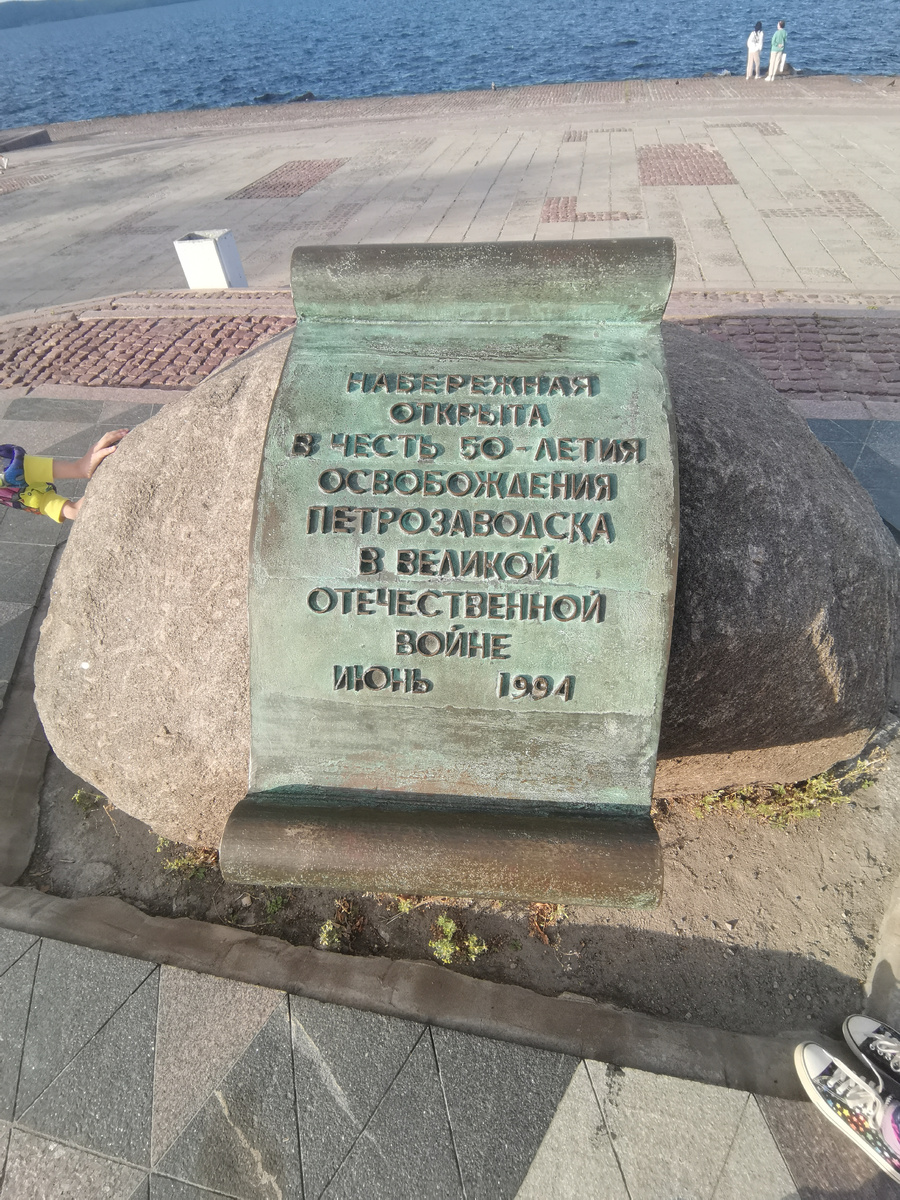 НАБЕРЕЖНАЯ
ОТКРЫТА
В ЧЕСТЬ 50-ЛЕТИЯ
ОСВОБОЖДЕНИЯ
ПЕТРОЗАВОДСКА
В ВЕЛИКОЙ
ОТЕЧЕСТВЕННОЙ
ВОЙНЕ
ИЮНЬ 1994